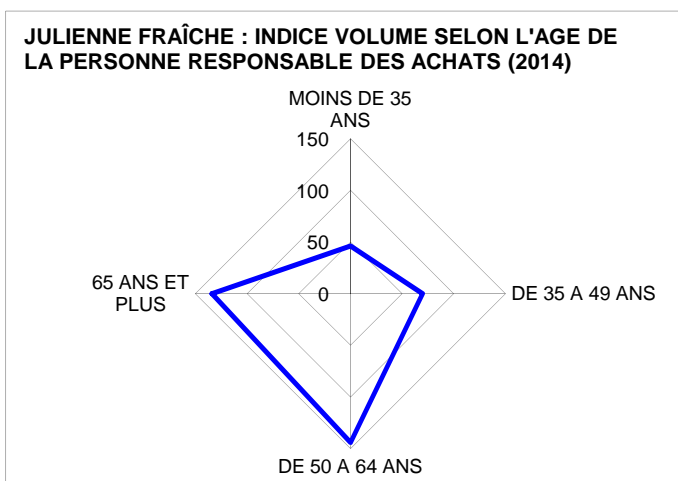 JULIENNE FRAÎCHE : INDICE VOLUME SELON L'AGE DE
LA PERSONNE RESPONSABLE DES ACHATS (2014)
MOINS DE 35
ANS
150
100
50
0
65 ANS ET
PLUS
DE 35 A 49 ANS
DE 50 A 64 ANS